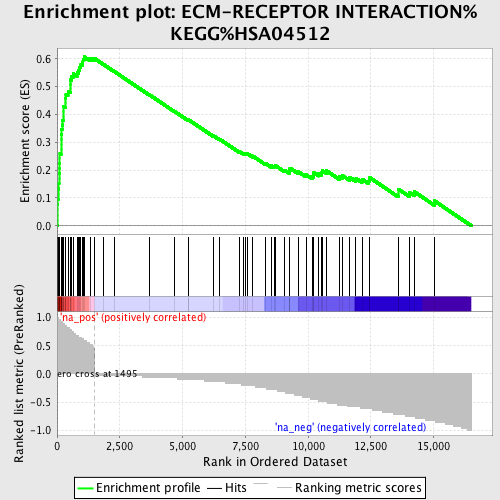 Enrichment plot: ECM-RECEPTOR INTERACTION%
KEGG%HSA04512
Enrichment score (ES)
0.6
0.5
0.4
0.3
0.2
0.1
0.0
'na_pos' (positively correlated)
ero cross at 1495
'na_neg' (negatively correlated)
Ranked list metric (PreRanked)
1.0
0.5
0.0
-0.5
-1.0
0 2,500 5,000 7,500 10,000 12,500 15,000
Rank in Ordered Dataset
Enrichment profile Hits Ranking metric scores